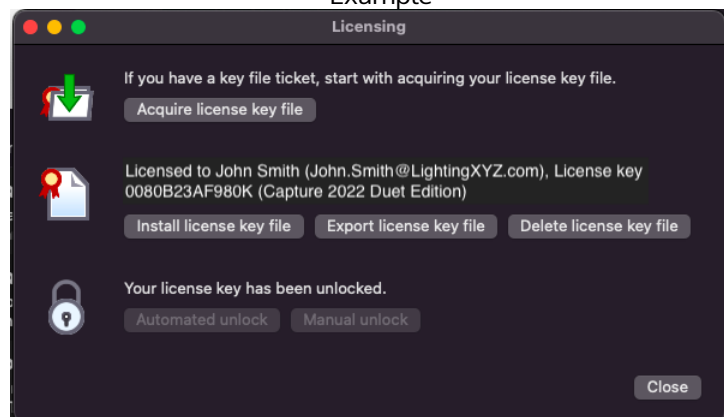 Example
Licensing
If you have a key file ticket, start with acquiring your license key file.
Acquire license key file
Licensed to John Smith (John.Smith@LightingXYZ.com), License key
0080B23AF980K (Capture 2022 Duet Edition)
Install license key file Export license key file Delete license key file
Your license key has been unlocked.
Automated unlock Manual unlock
Close